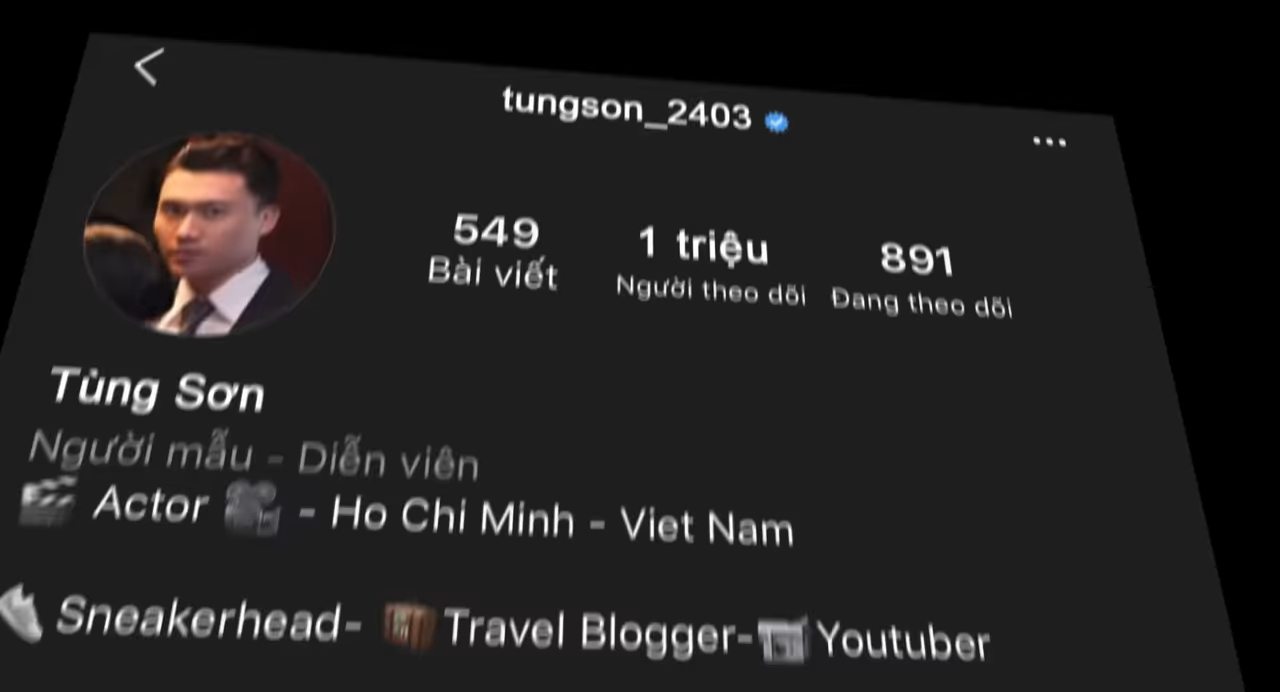 tungson_2403
549 1 triệu 891
Bài viết Người theo dõi Đang theo dõi
Tùng Sơn
Người mẫu - Diễn viên
Actor - Ho Chi Minh - Viet Nam
Sneakerhead- Travel Blogger- Youtuber